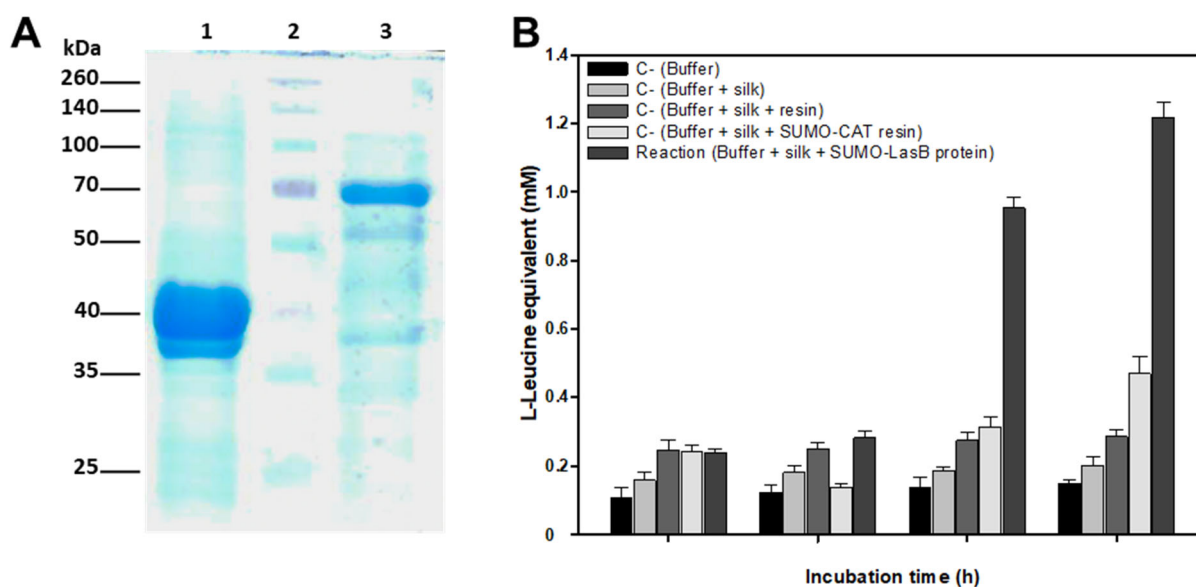 A
kDa
1 2 3
260
140
100
70
50
40
35
25
B
L-Leucine equivalent (mM)
1.4
1.2
1.0
0.8
0.6
0.4
0.2
0
C- (Buffer)
C- (Buffer + silk)
C- (Buffer + silk + resin)
C- (Buffer + silk + SUMO-CAT resin)
Reaction (Buffer + silk + SUMO-LasB protein)
Incubation time (h)